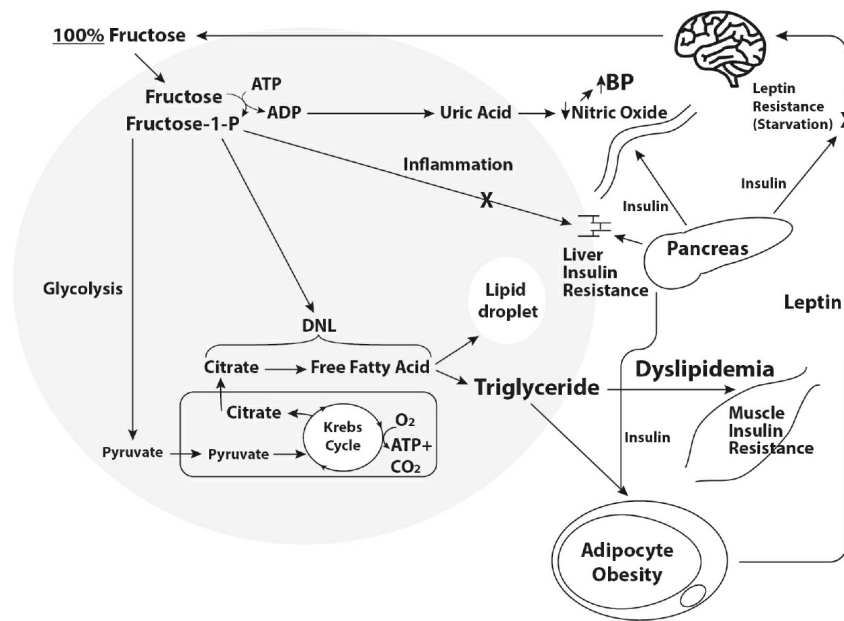 100% Fructose
Fructose
ATP
ADP
Fructose-1-P
Uric Acid
↑BP
↓Nitric Oxide
Leptin
Resistance
(Starvation)
X
Inflammation
X
Insulin
Insulin
Pancreas
Liver
Insulin
Resistance
Glycolysis
Lipid
droplet
Leptin
DNL
Citrate
Free Fatty Acid
Triglyceride
Dyslipidemia
Citrate
Krebs
Cycle
O2
ATP+
CO2
Pyruvate
Pyruvate
Insulin
Muscle
Insulin
Resistance
Adipocyte
Obesity